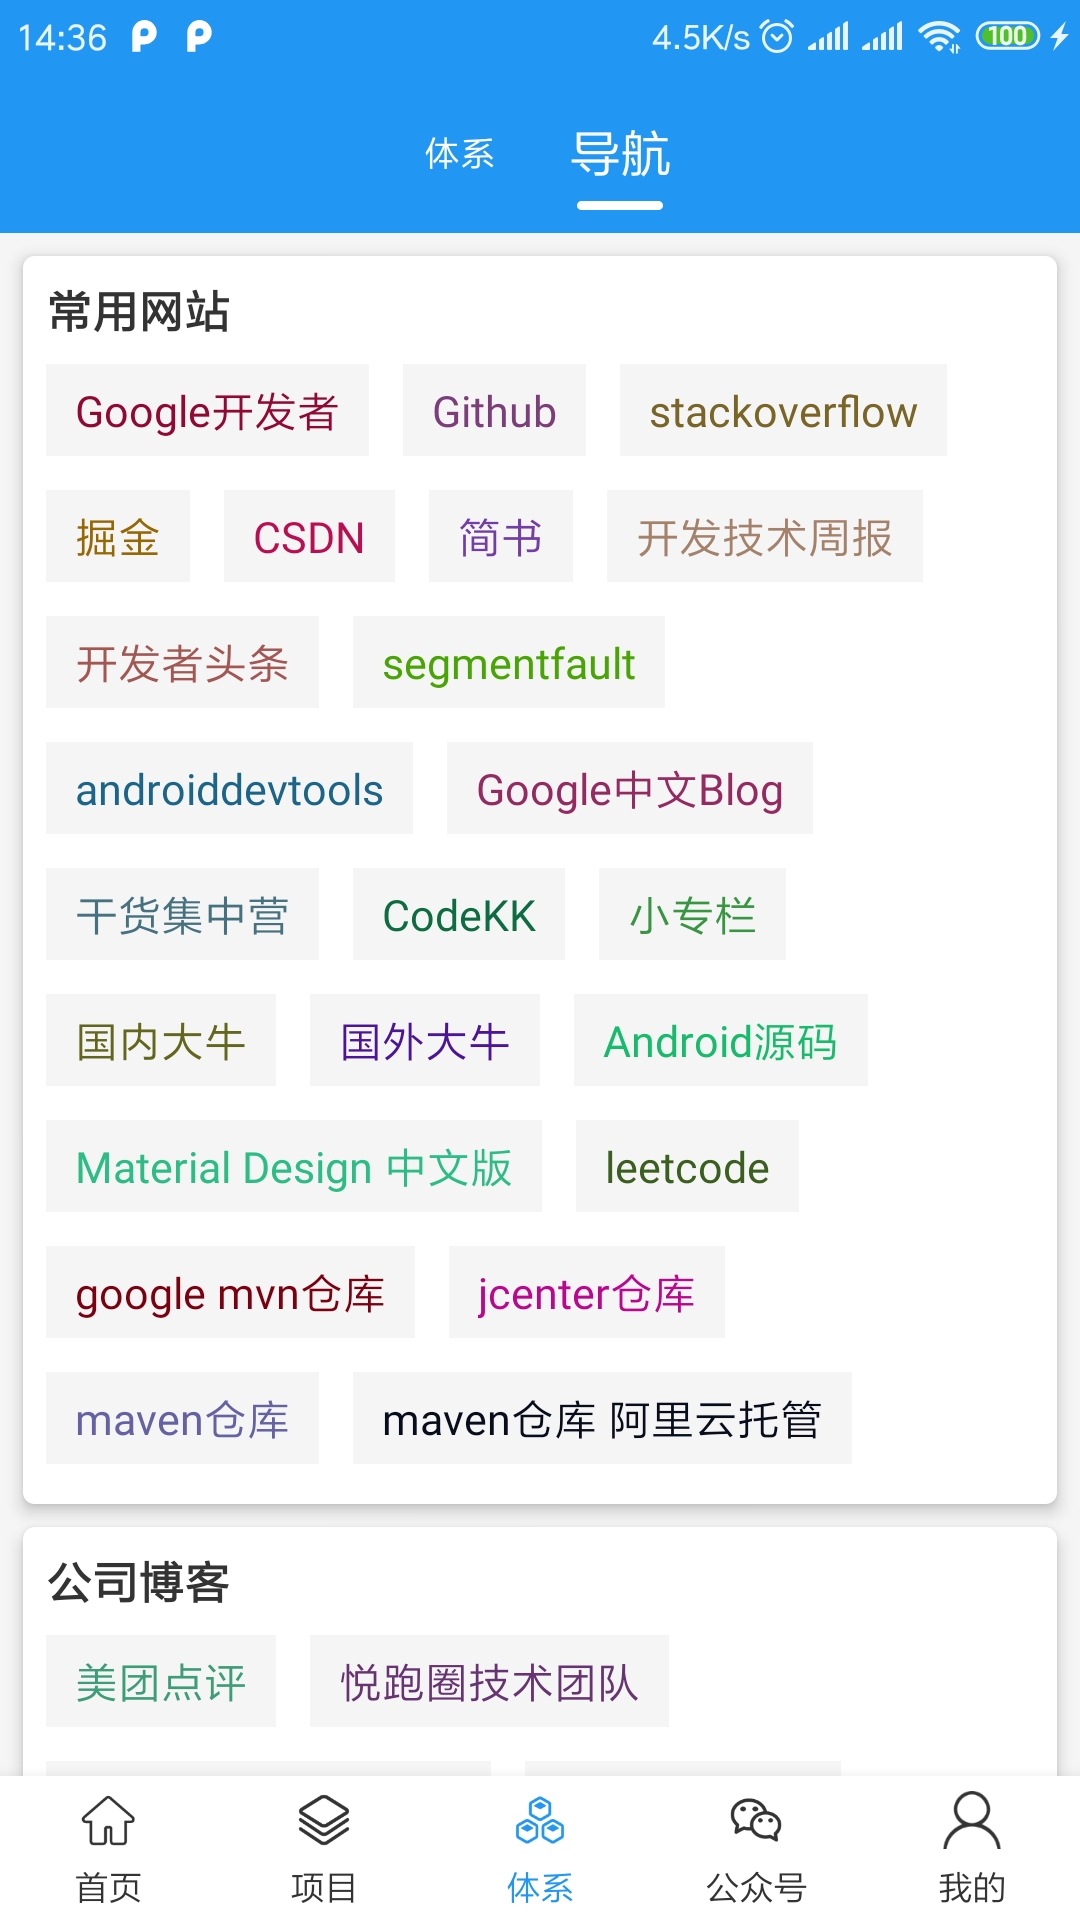 14:36 4.5K/s 100
体系 导航
常用网站
Google开发者 Github stackoverflow
掘金 CSDN 简书 开发技术周报
开发者头条 segmentfault
androiddevtools Google中文Blog
干货集中营 CodeKK 小专栏
国内大牛 国外大牛 Android源码
Material Design 中文版 leetcode
google mvn仓库 jcenter仓库
maven仓库 maven仓库 阿里云托管
公司博客
美团点评 悦跑圈技术团队
首页 项目 体系 公众号 我的